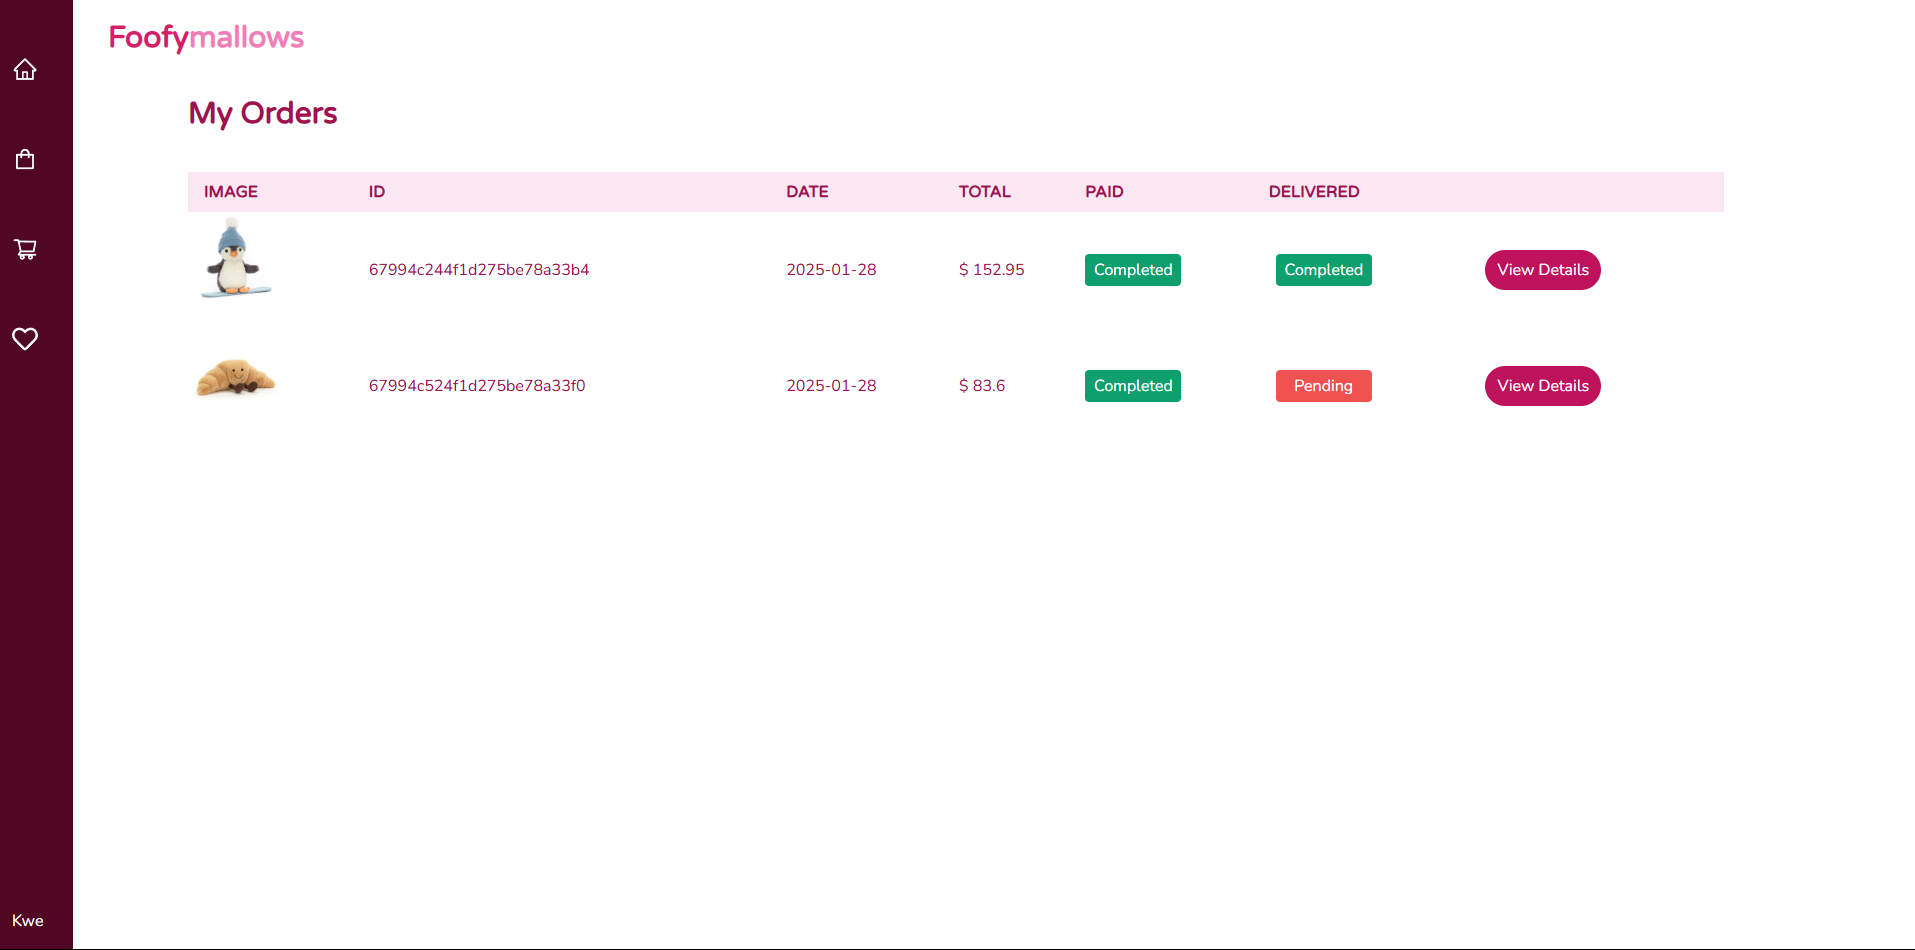 Foofymallows
My Orders
IMAGE ID DATE TOTAL PAID DELIVERED
67994c244f1d275be78a33b4 2025-01-28 $ 152.95 Completed Completed View Details
67994c524f1d275be78a33f0 2025-01-28 $ 83.6 Completed Pending View Details
Kwe